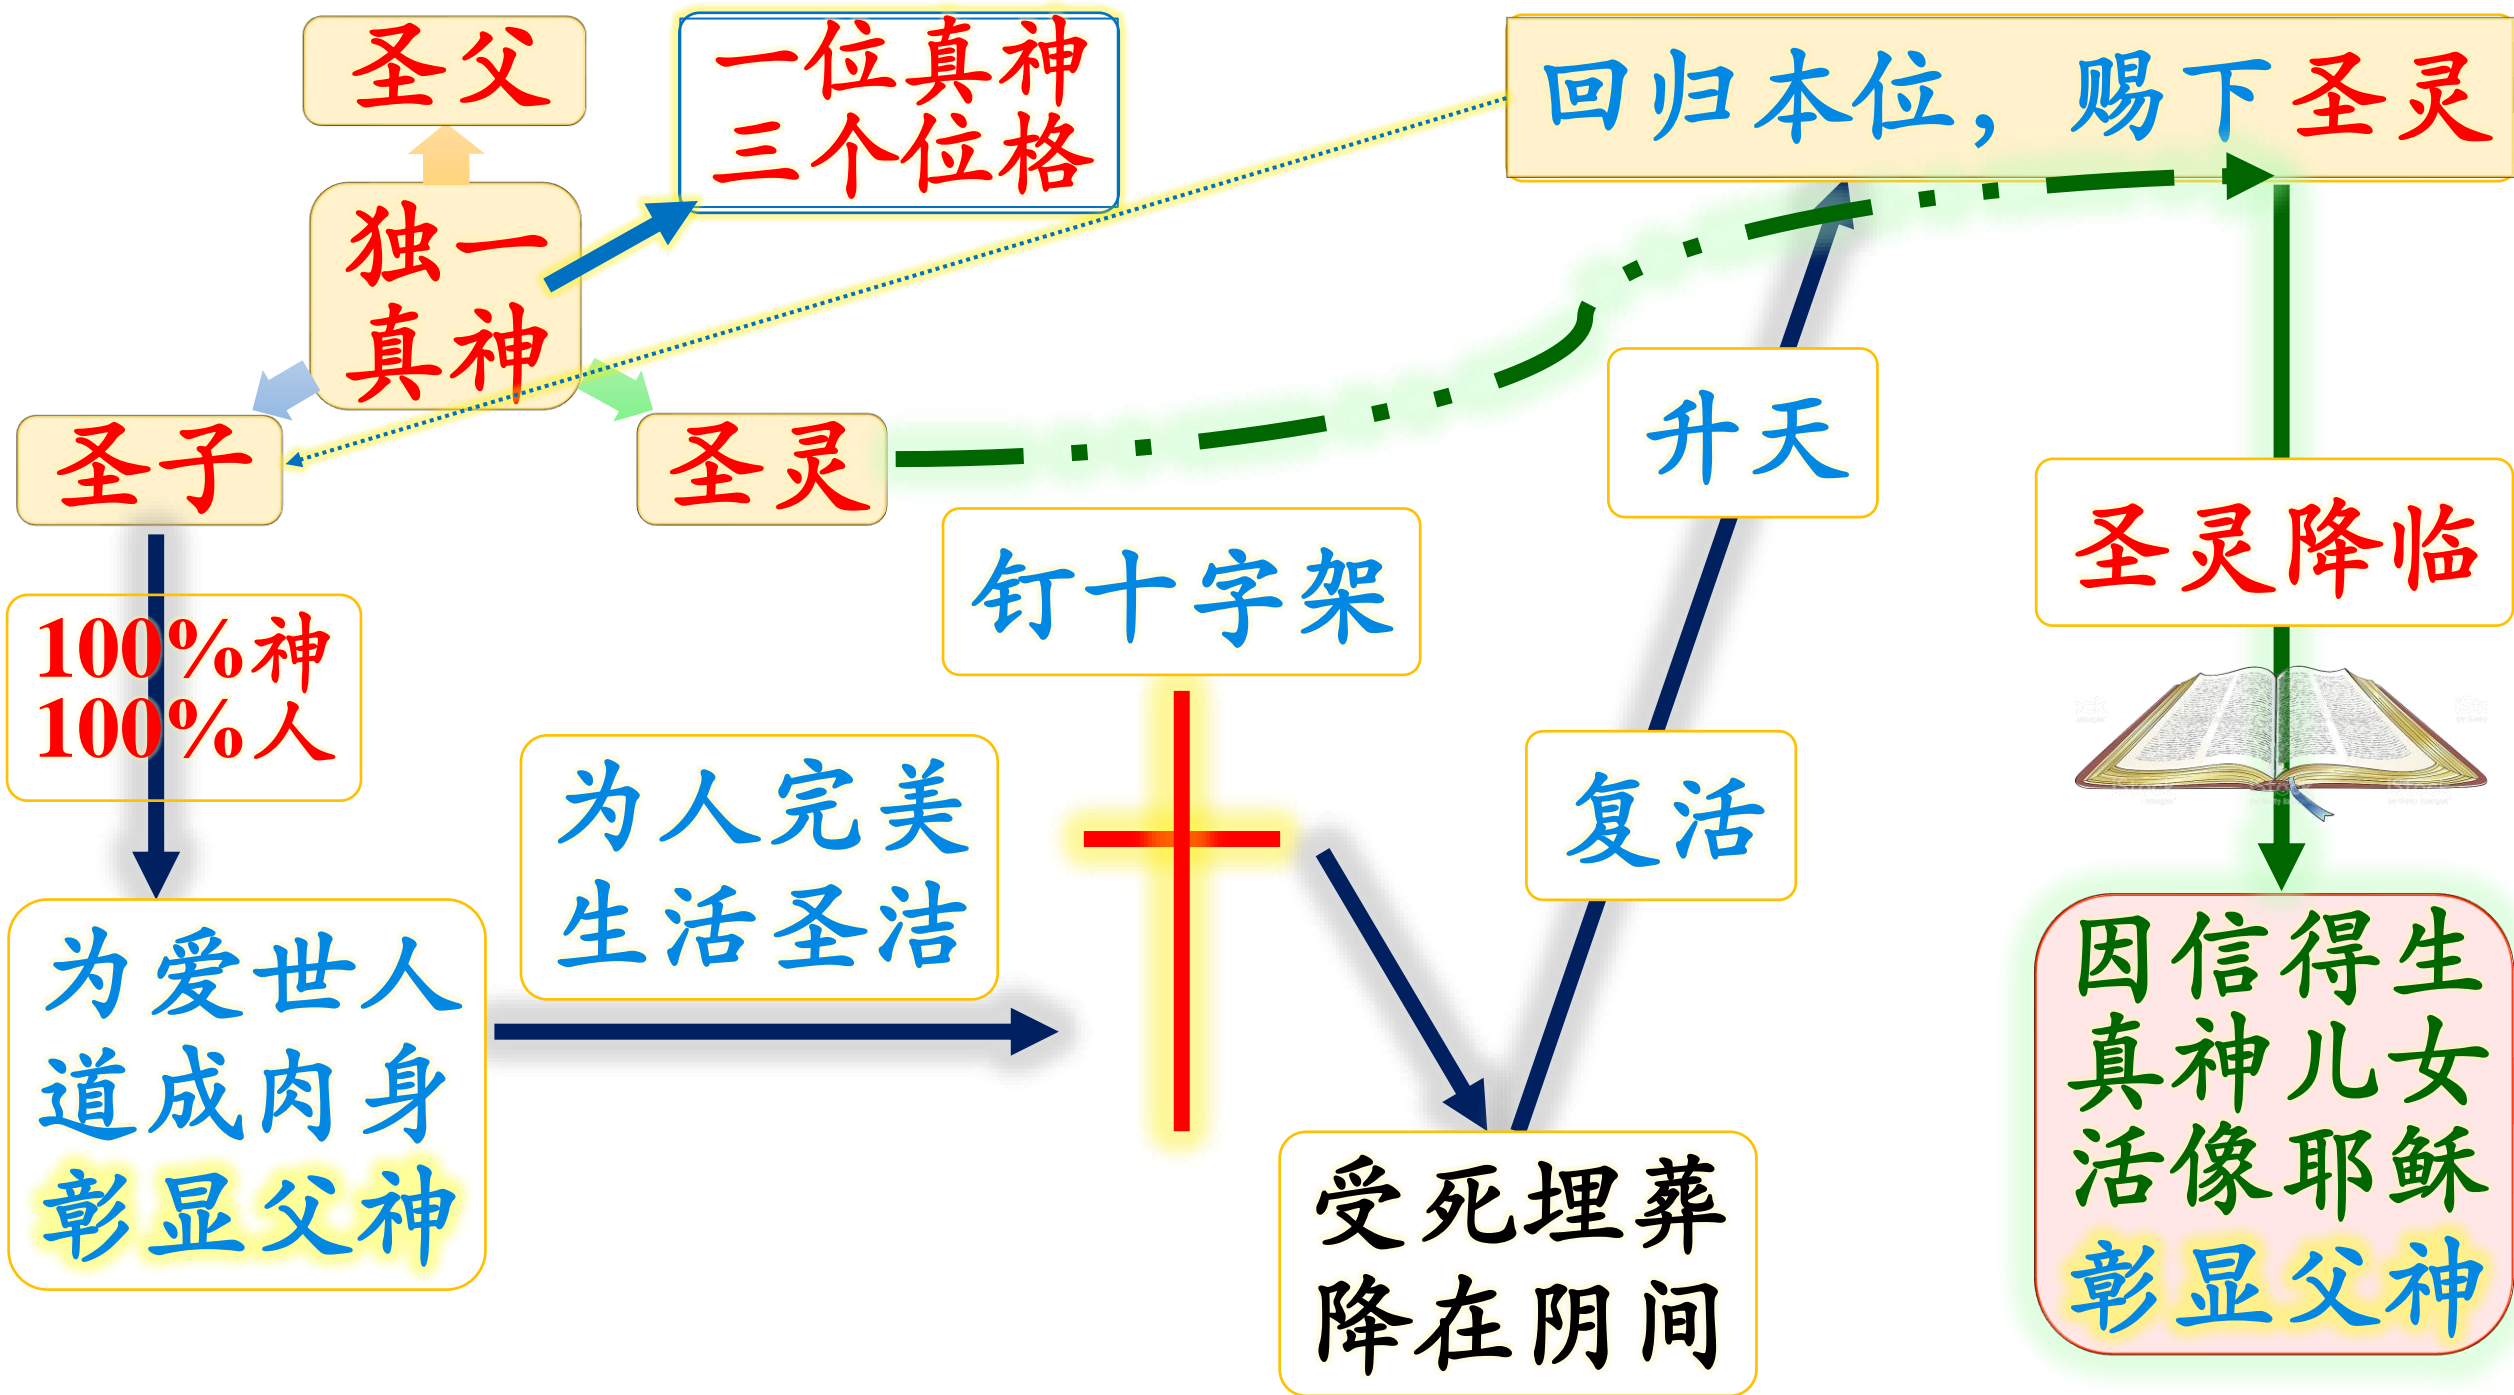 圣父
一位真神
三个位格
回归本位，赐下圣灵
独一
真神
圣子
圣灵
升天
钉十字架
圣灵降临
100%神
100%人
为人完美
生活圣洁
复活
为爱世人
道成肉身
彰显父神
因信得生
真神儿女
活像耶稣
彰显父神
受死埋葬
降在阴间